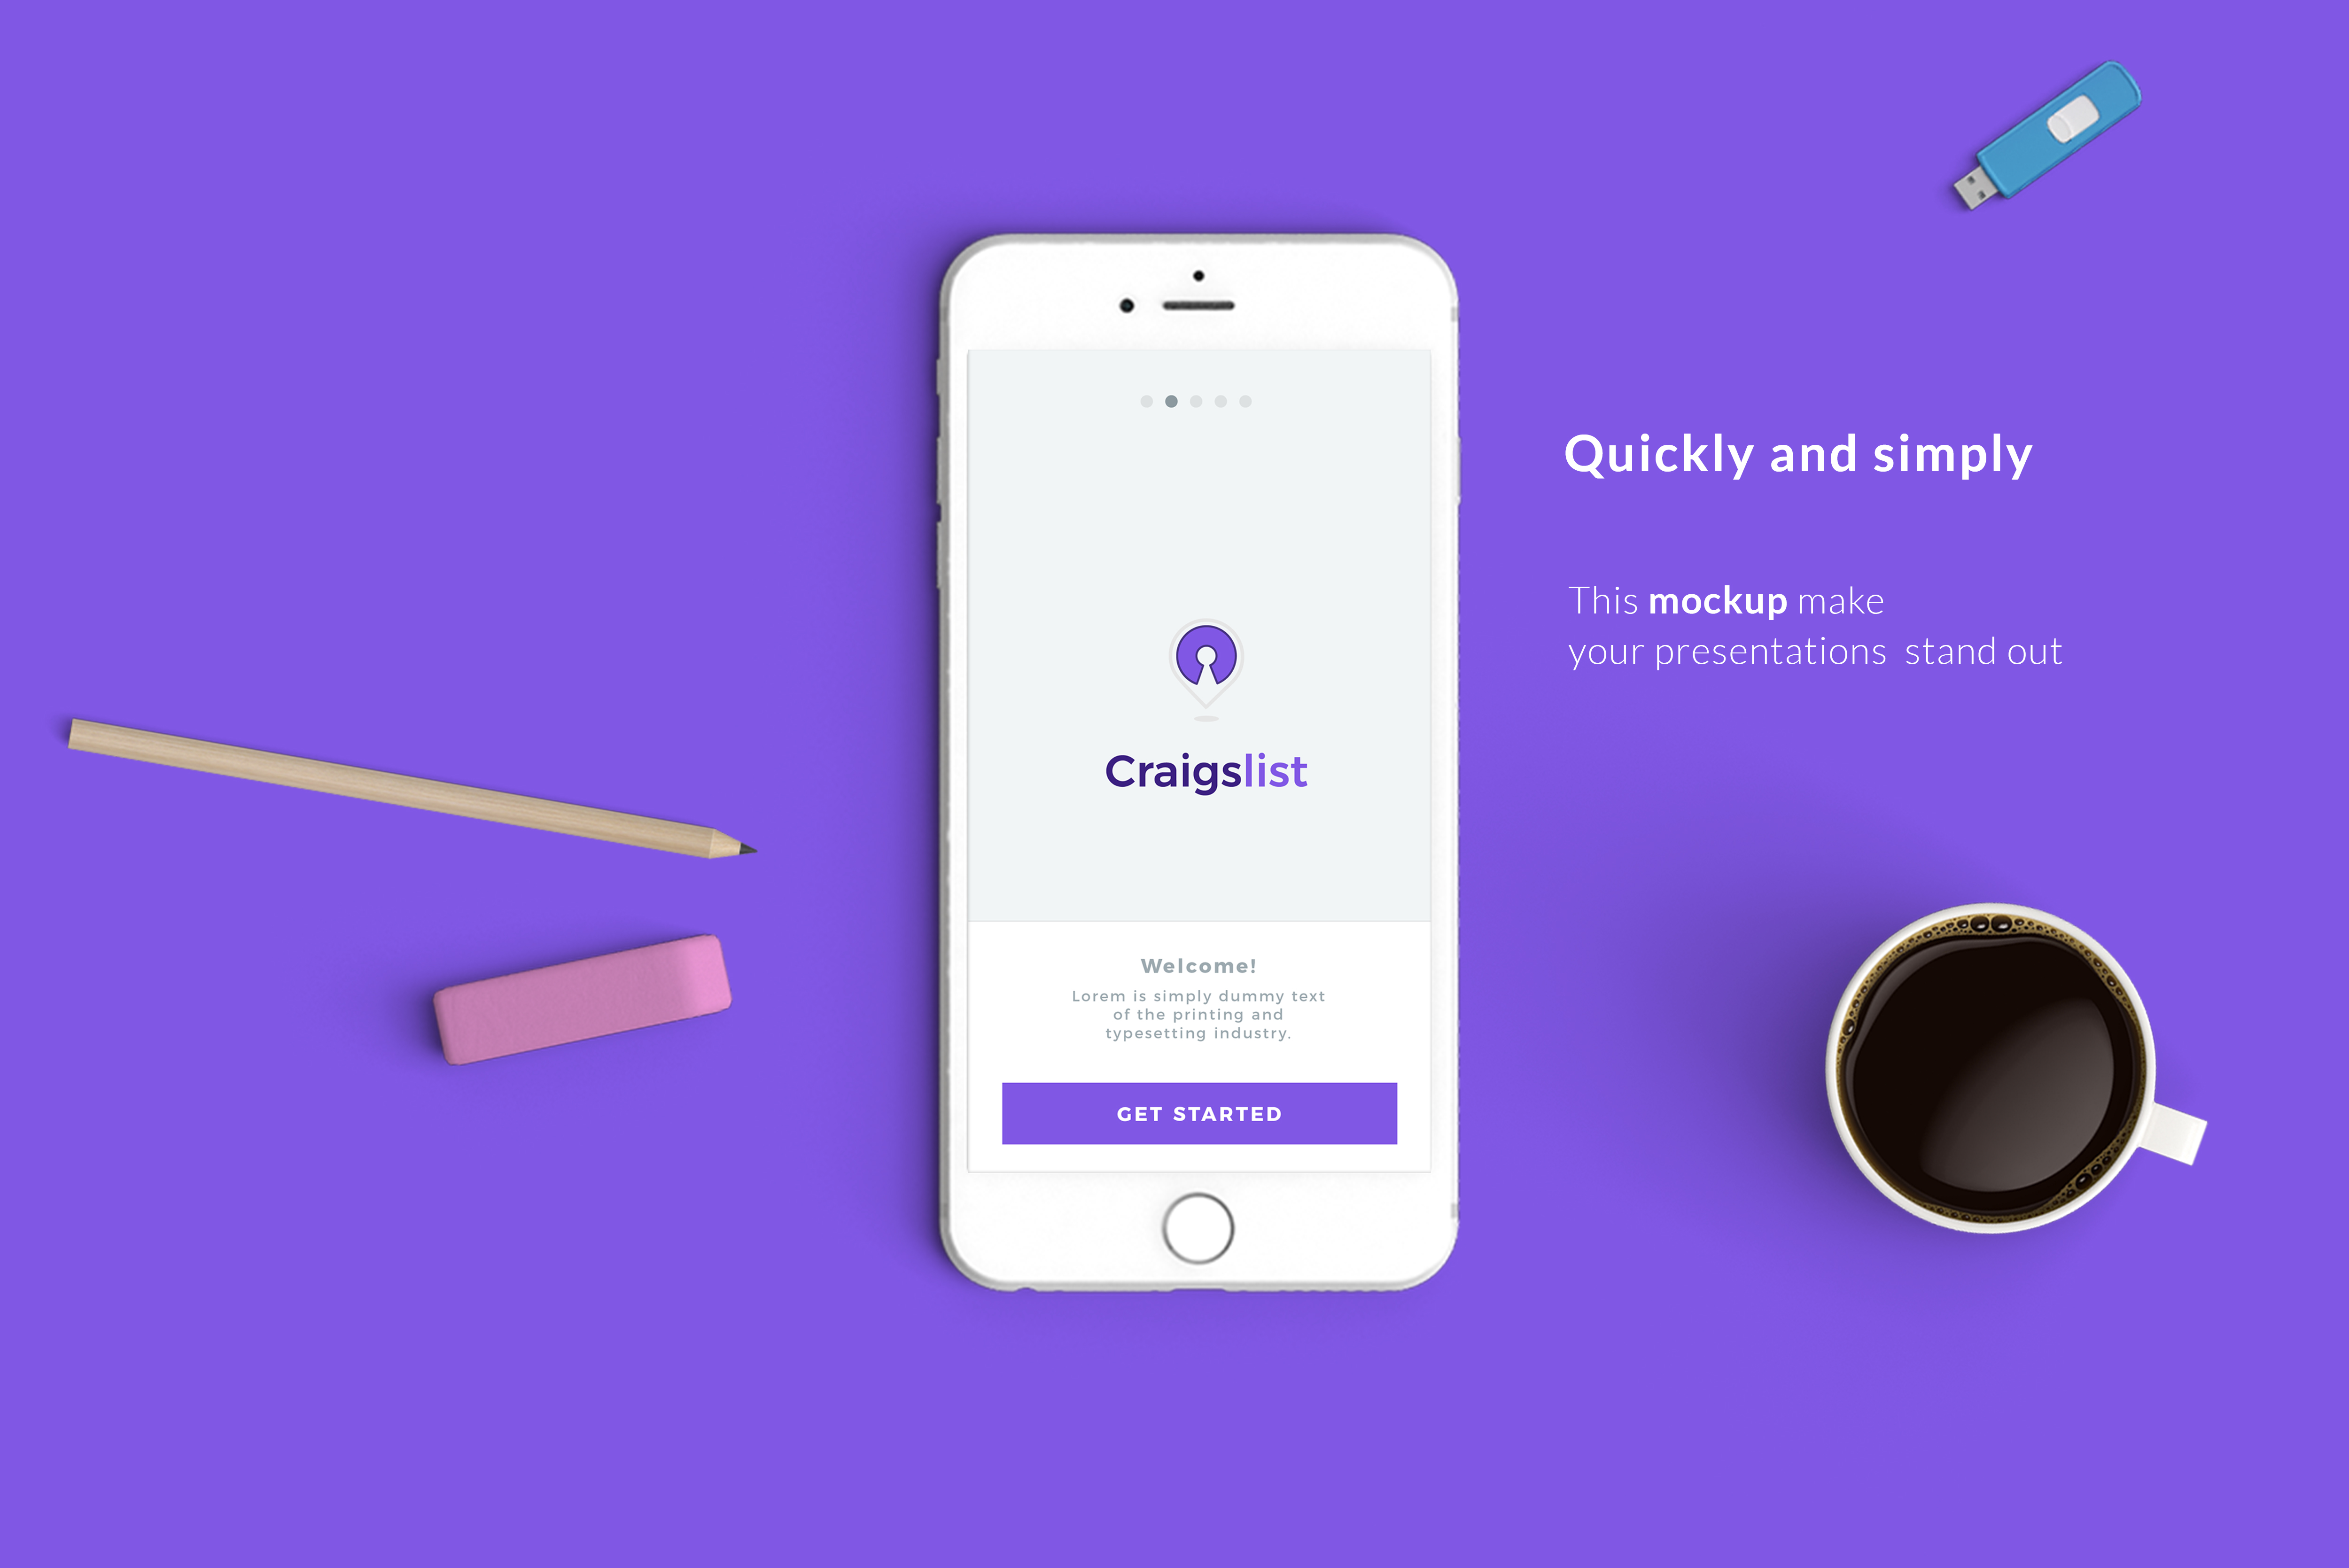 Quickly and simply
This mockup make
your presentations stand out
Craigslist
Welcome!
Lorem is simply dummy text
of the printing and
typesetting industry.
GET STARTED